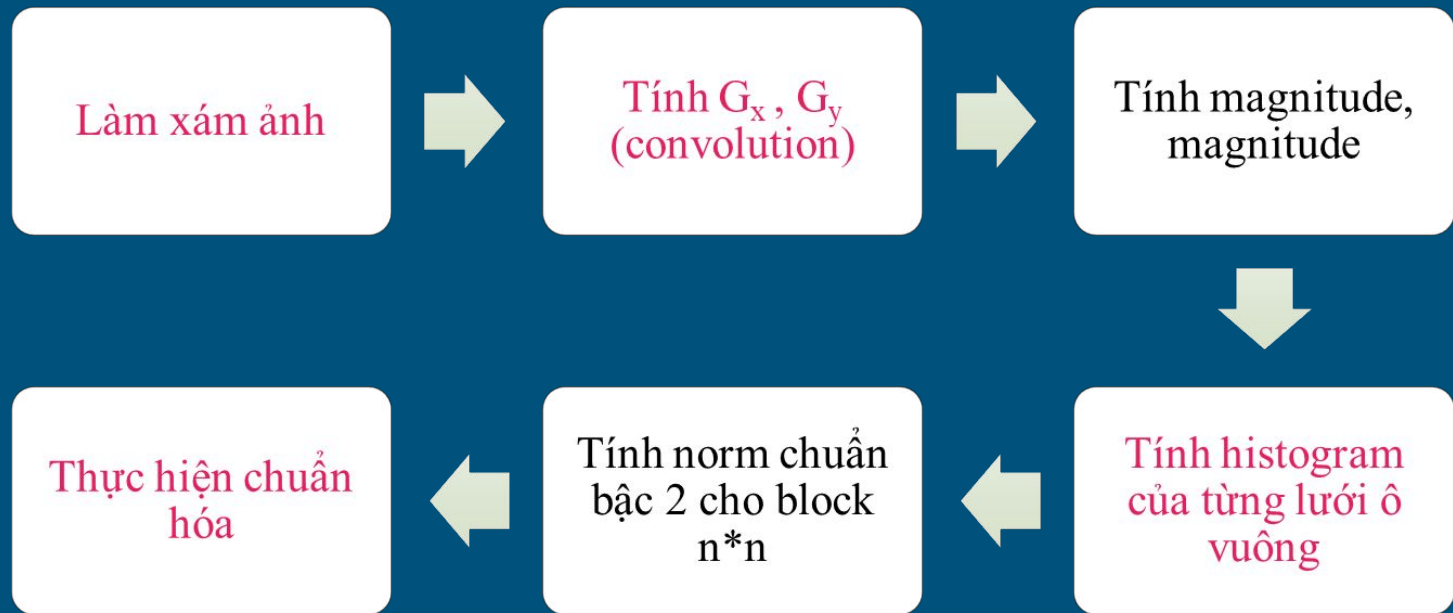 Làm xám ảnh
Tính Gx , Gy
(convolution)
Tính magnitude,
magnitude
Tính histogram
của từng lưới ô
vuông
Tính norm chuẩn
bậc 2 cho block
n*n
Thực hiện chuẩn
hóa